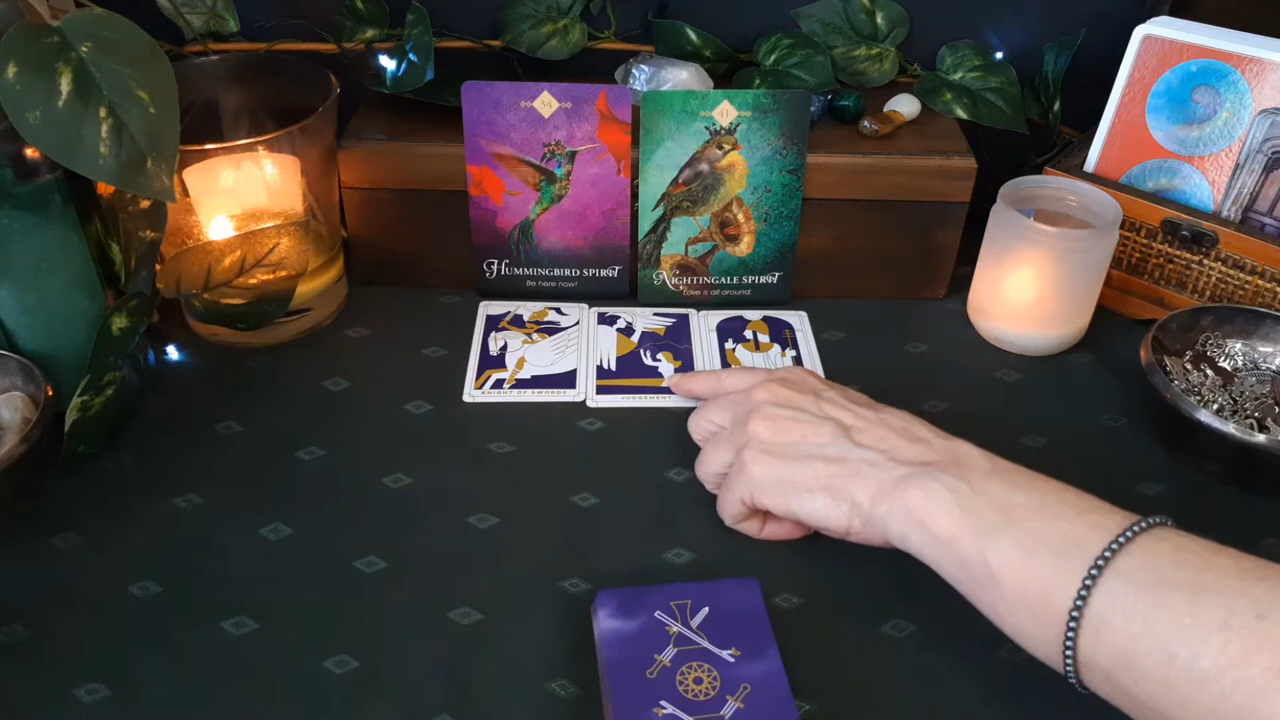 34
41
HUMMINGBIRD SPIRIT
Be here now!
NIGHTINGALE SPIRIT
Love is all around.
KNIGHT OF SWORDS
JUDGEMENT